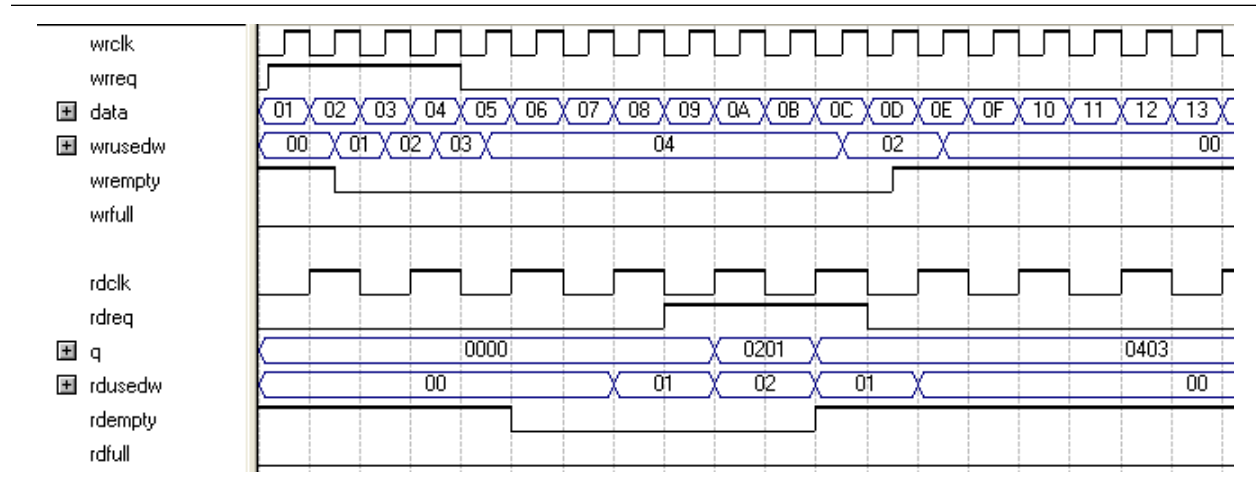 wrclk
wrreq
data 01 02 03 04 05 06 07 08 09 0A 0B 0C 0D 0E 0F 10 11 12 13
wrusedw 00 01 02 03 04 02 00
wrempty
wrfull
rdclk
rdreq
q 0000 0201 0403
rdusedw 00 01 02 01 00
rdempty
rdfull